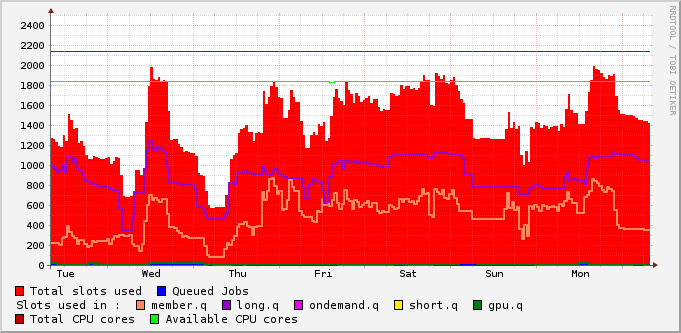 2400
2200
2000
1800
1600
1400
1200
1000
800
600
400
200
0
Tue Wed Thu Fri Sat Sun Mon
Total slots used Queued Jobs
Slots used in : member.q long.q ondemand.q short.q gpu.q
Total CPU cores Available CPU cores
RRDTOOL / TOBI OETIKER